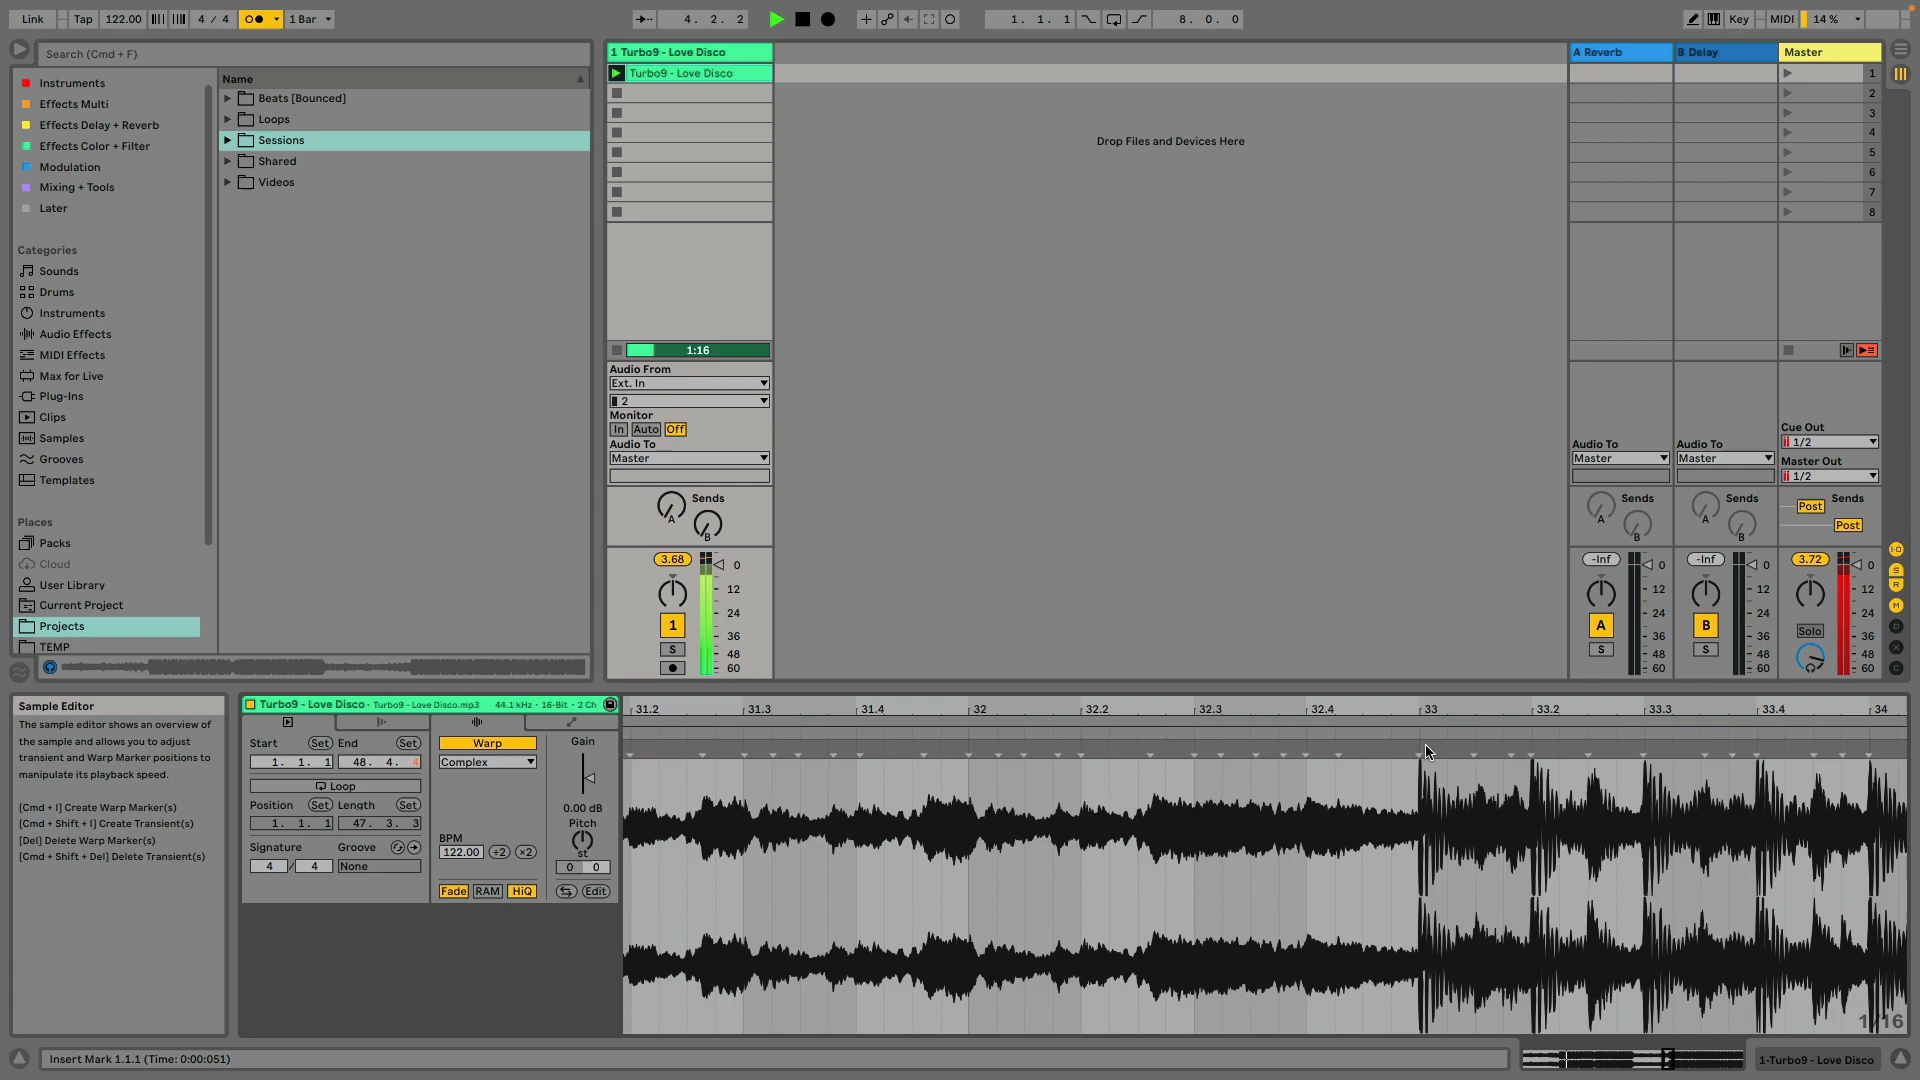 Link Tap 122.00 4 / 4 1 Bar 4. 2. 2 1. 1. 1 8. 0. 0 Key MIDI 14 %
Search (Cmd + F)
Instruments
Effects Multi
Effects Delay + Reverb
Effects Color + Filter
Modulation
Mixing + Tools
Later
Categories
Sounds
Drums
Instruments
Audio Effects
MIDI Effects
Max for Live
Plug-Ins
Clips
Samples
Grooves
Templates
Places
Packs
Cloud
User Library
Current Project
Projects
TEMP
Name
Beats [Bounced]
Loops
Sessions
Shared
Videos
1 Turbo9 - Love Disco
Turbo9 - Love Disco
1:16
Audio From
Ext. In
2
Monitor
In Auto Off
Audio To
Master
Sends
A
B
3.68
0
12
24
36
48
60
1
S
Drop Files and Devices Here
A Reverb
Audio To
Master
Sends
A
B
-Inf
0
12
24
36
48
60
A
S
B Delay
Audio To
Master
Sends
A
B
-Inf
0
12
24
36
48
60
B
S
Master
1
2
3
4
5
6
7
8
Cue Out
1/2
Master Out
1/2
Sends
Post
Post
3.72
0
12
24
36
48
60
Solo
I·O
S
R
M
D
X
C
Sample Editor
The sample editor shows an overview of
the sample and allows you to adjust
transient and Warp Marker positions to
manipulate its playback speed.
[Cmd + I] Create Warp Marker(s)
[Cmd + Shift + I] Create Transient(s)
[Del] Delete Warp Marker(s)
[Cmd + Shift + Del] Delete Transient(s)
Turbo9 - Love Disco · Turbo9 - Love Disco.mp3 44.1 kHz · 16-Bit · 2 Ch
Start Set End Set
1. 1. 1 48. 4. 4
Loop
Position Set Length Set
1. 1. 1 47. 3. 3
Signature Groove
4 / 4 None
Warp
Complex
BPM
122.00 ÷2 ×2
Fade RAM HiQ
Gain
0.00 dB
Pitch
st
0 0
Edit
31.2 31.3 31.4 32 32.2 32.3 32.4 33 33.2 33.3 33.4 34
1/16
Insert Mark 1.1.1 (Time: 0:00:051)
1-Turbo9 - Love Disco